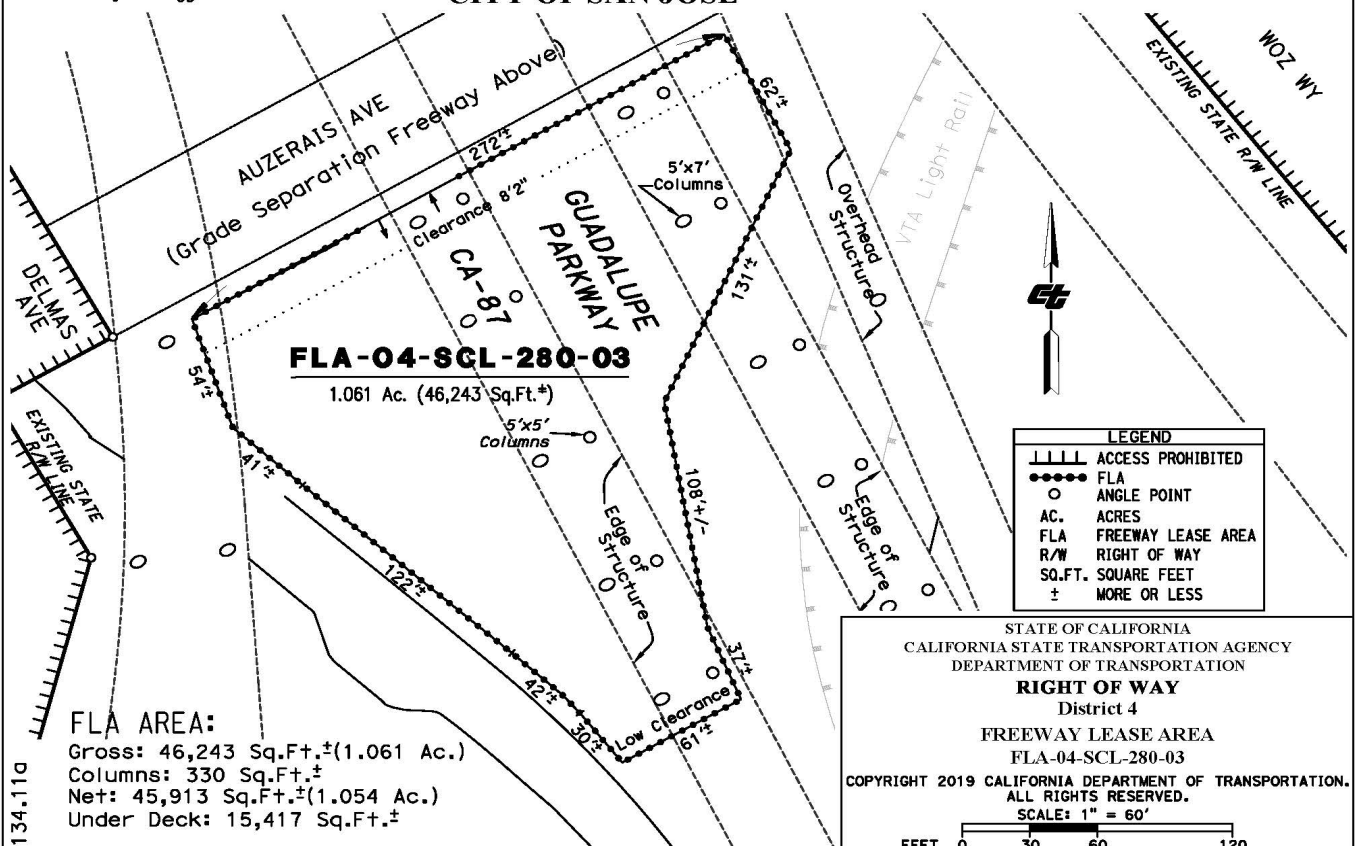 CITY OF SAN JOSE
AUZERAIS AVE
(Grade Separation Freeway Above)
272'±
62'±
WOZ WY
EXISTING STATE R/W LINE
VTA Light Rail
Overhead
Structure
5'x7'
Columns
Clearance 8'2"
GUADALUPE
PARKWAY
CA-87
131'±
DELMAS
AVE
54'±
FLA-04-SCL-280-03
1.061 Ac. (46,243 Sq.Ft.±)
5'x5'
Columns
41'±
EXISTING STATE
R/W LINE
108'+/-
Edge of
Structure
Edge of
Structure
122'±
42'±
30'±
Low Clearance
61'±
37'±
LEGEND
ACCESS PROHIBITED
FLA
ANGLE POINT
AC. ACRES
FLA FREEWAY LEASE AREA
R/W RIGHT OF WAY
SQ.FT. SQUARE FEET
± MORE OR LESS
FLA AREA:
Gross: 46,243 Sq.Ft.±(1.061 Ac.)
Columns: 330 Sq.Ft.±
Net: 45,913 Sq.Ft.±(1.054 Ac.)
Under Deck: 15,417 Sq.Ft.±
134.11a
STATE OF CALIFORNIA
CALIFORNIA STATE TRANSPORTATION AGENCY
DEPARTMENT OF TRANSPORTATION
RIGHT OF WAY
District 4
FREEWAY LEASE AREA
FLA-04-SCL-280-03
COPYRIGHT 2019 CALIFORNIA DEPARTMENT OF TRANSPORTATION.
ALL RIGHTS RESERVED.
SCALE: 1" = 60'
FEET 0 30 60 120